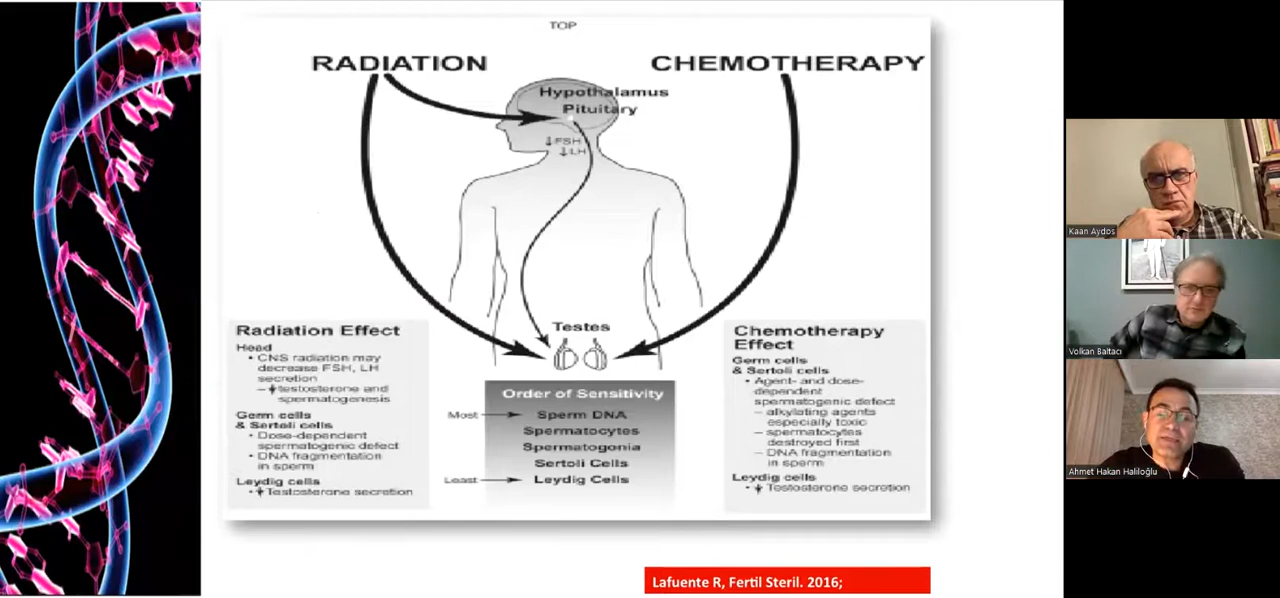 TOP
RADIATION
CHEMOTHERAPY
Hypothalamus
Pituitary
↓FSH
↓LH
Testes
Radiation Effect
Head
• CNS radiation may
decrease FSH, LH
secretion
– ↓testosterone and
spermatogenesis
Germ cells
& Sertoli cells
• Dose-dependent
spermatogenic defect
• DNA fragmentation
in sperm
Leydig cells
• ↓Testosterone secretion
Order of Sensitivity
Most
Sperm DNA
Spermatocytes
Spermatogonia
Sertoli Cells
Least
Leydig Cells
Chemotherapy
Effect
Germ cells
& Sertoli cells
• Agent- and dose-
dependent
spermatogenic defect
– alkylating agents
especially toxic
– spermatocytes
destroyed first
– DNA fragmentation
in sperm
Leydig cells
• ↓ Testosterone secretion
Lafuente R, Fertil Steril. 2016;
Kaan Aydos
Volkan Baltacı
Ahmet Hakan Haliloğlu